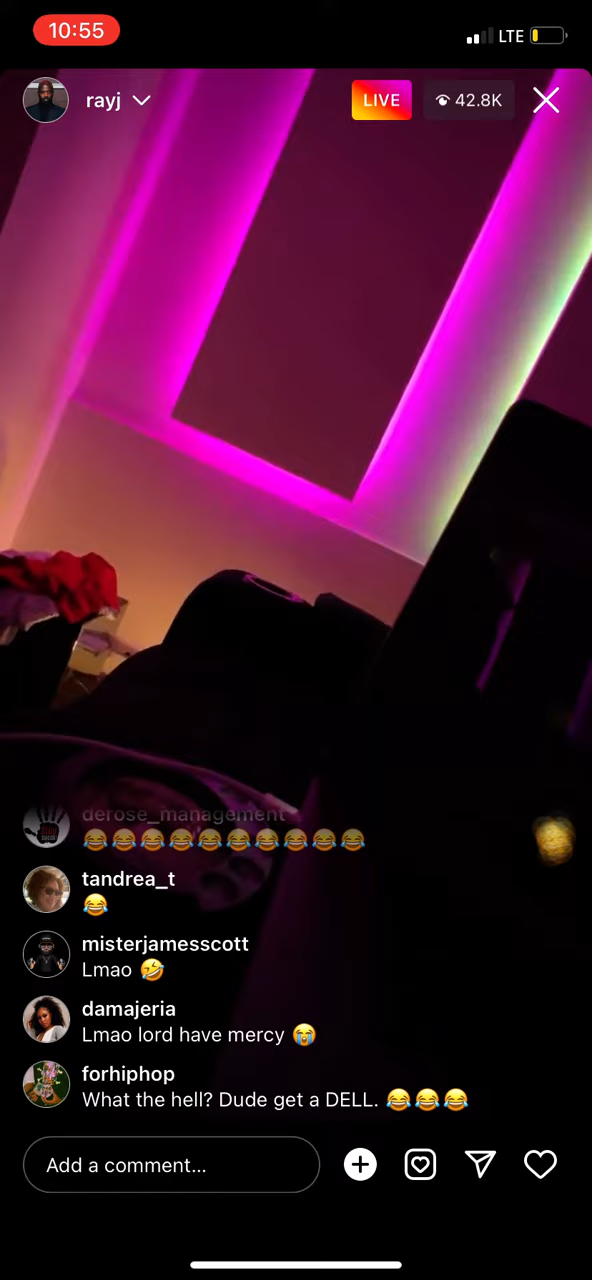 10:55
LTE
rayj
LIVE
42.8K
derose_management
😂😂😂😂😂😂😂😂😂😂
tandrea_t
😂
misterjamesscott
Lmao 🤣
damajeria
Lmao lord have mercy 😭
forhiphop
What the hell? Dude get a DELL. 😂😂😂
Add a comment...